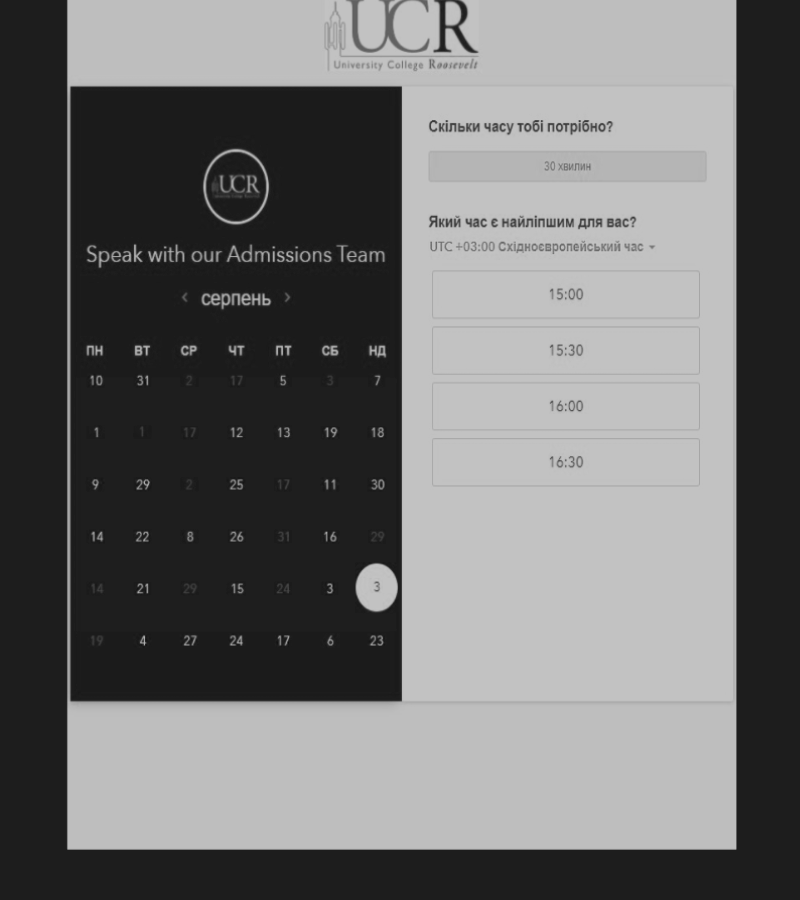 UCR
University College Roosevelt
UCR
Speak with our Admissions Team
‹ серпень ›
ПН ВТ СР ЧТ ПТ СБ НД
10 31 2 17 5 3 7
1 1 17 12 13 19 18
9 29 2 25 17 11 30
14 22 8 26 31 16 29
14 21 29 15 24 3 3
19 4 27 24 17 6 23
Скільки часу тобі потрібно?
30 хвилин
Який час є найліпшим для вас?
UTC +03:00 Східноєвропейський час
15:00
15:30
16:00
16:30